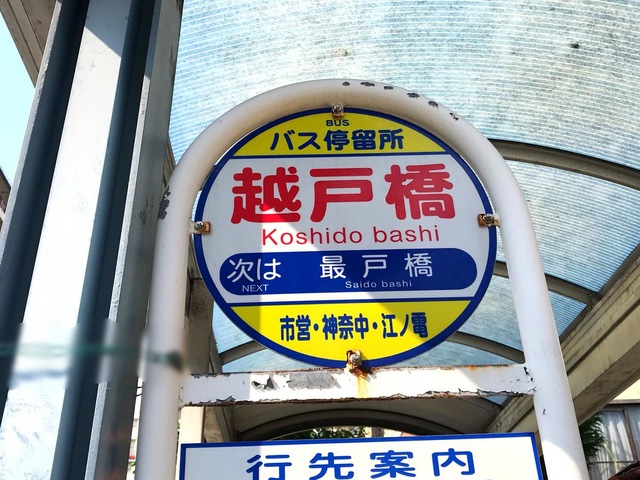 BUS
バス停留所
越戸橋
Koshido bashi
次は 最戸橋
NEXT Saido bashi
市営・神奈中・江ノ電
行先案内